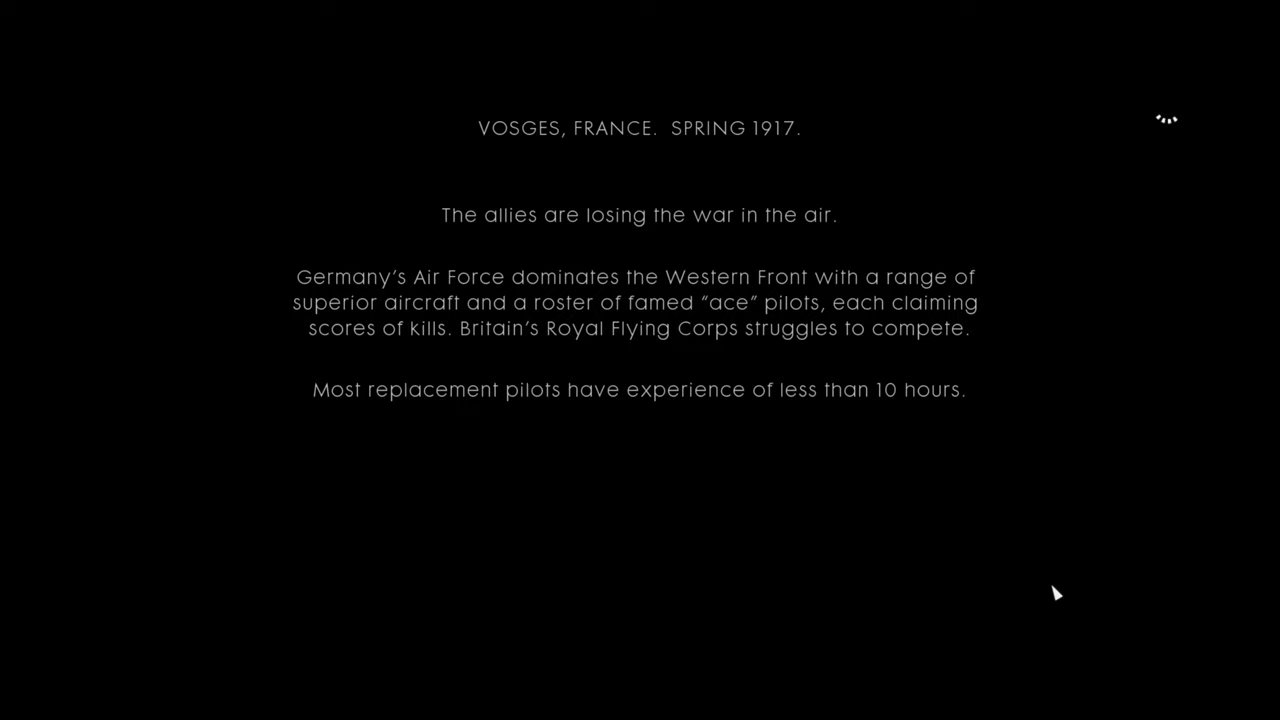 VOSGES, FRANCE. SPRING 1917.
The allies are losing the war in the air.
Germany’s Air Force dominates the Western Front with a range of
superior aircraft and a roster of famed “ace” pilots, each claiming
scores of kills. Britain’s Royal Flying Corps struggles to compete.
Most replacement pilots have experience of less than 10 hours.